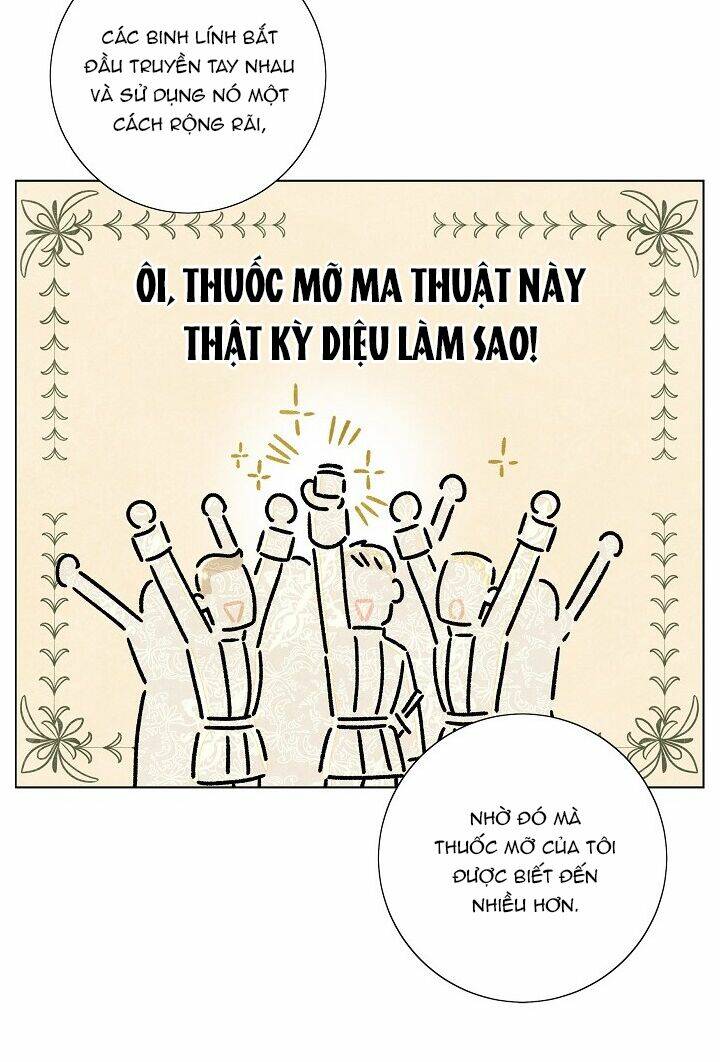 CÁC BINH LÍNH BẮT
ĐẦU TRUYỀN TAY NHAU
VÀ SỬ DỤNG NÓ MỘT
CÁCH RỘNG RÃI,
ÔI, THUỐC MỠ MA THUẬT NÀY
THẬT KỲ DIỆU LÀM SAO!
NHỜ ĐÓ MÀ
THUỐC MỠ CỦA TÔI
ĐƯỢC BIẾT ĐẾN
NHIỀU HƠN.